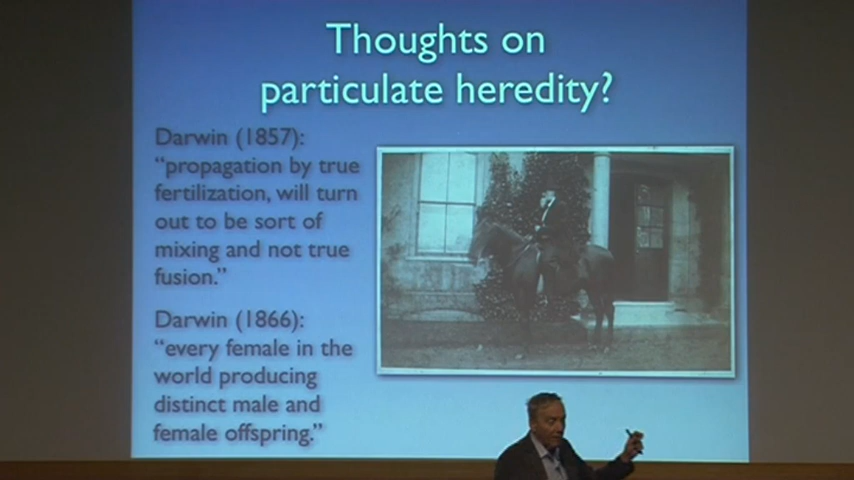 Thoughts on
particulate heredity?
Darwin (1857):
“propagation by true
fertilization, will turn
out to be sort of
mixing and not true
fusion.”
Darwin (1866):
“every female in the
world producing
distinct male and
female offspring.”